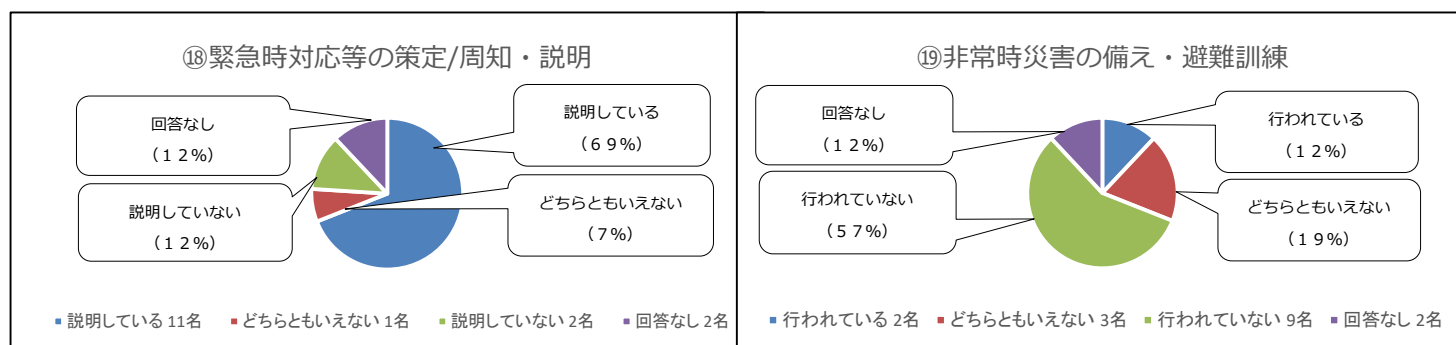 ⑱緊急時対応等の策定/周知・説明
回答なし
（１２%）
説明している
（６９%）
説明していない
（１２%）
どちらともいえない
（７%）
説明している 11名 どちらともいえない 1名 説明していない 2名 回答なし 2名
⑲非常時災害の備え・避難訓練
回答なし
（１２%）
行われている
（１２%）
行われていない
（５７%）
どちらともいえない
（１９%）
行われている 2名 どちらともいえない 3名 行われていない 9名 回答なし 2名